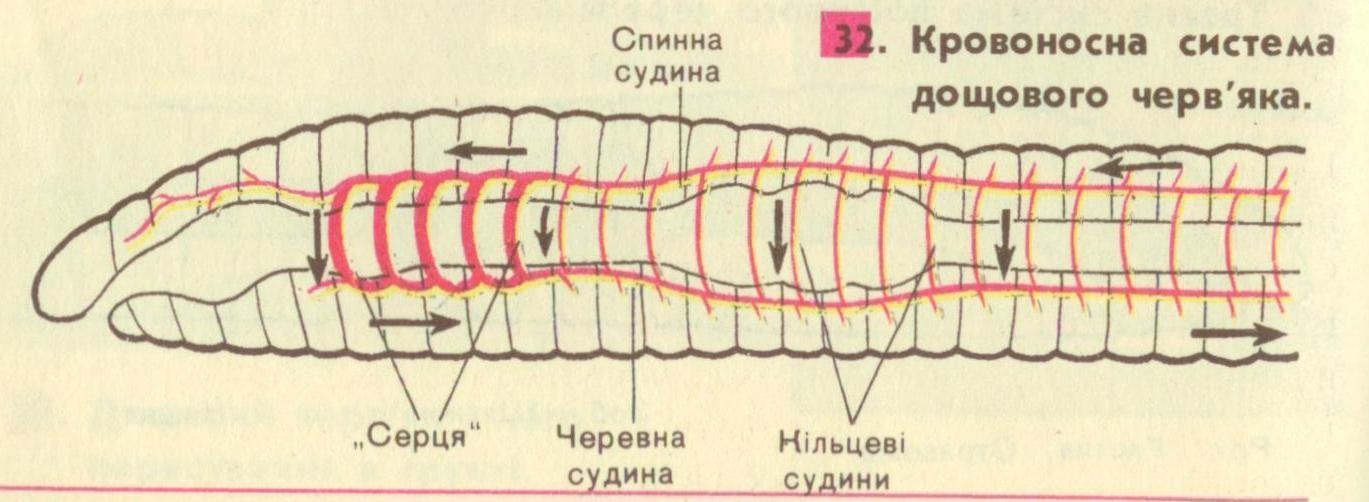 Спинна
судина
32. Кровоносна система
дощового черв'яка.
„Серця“
Черевна
судина
Кільцеві
судини